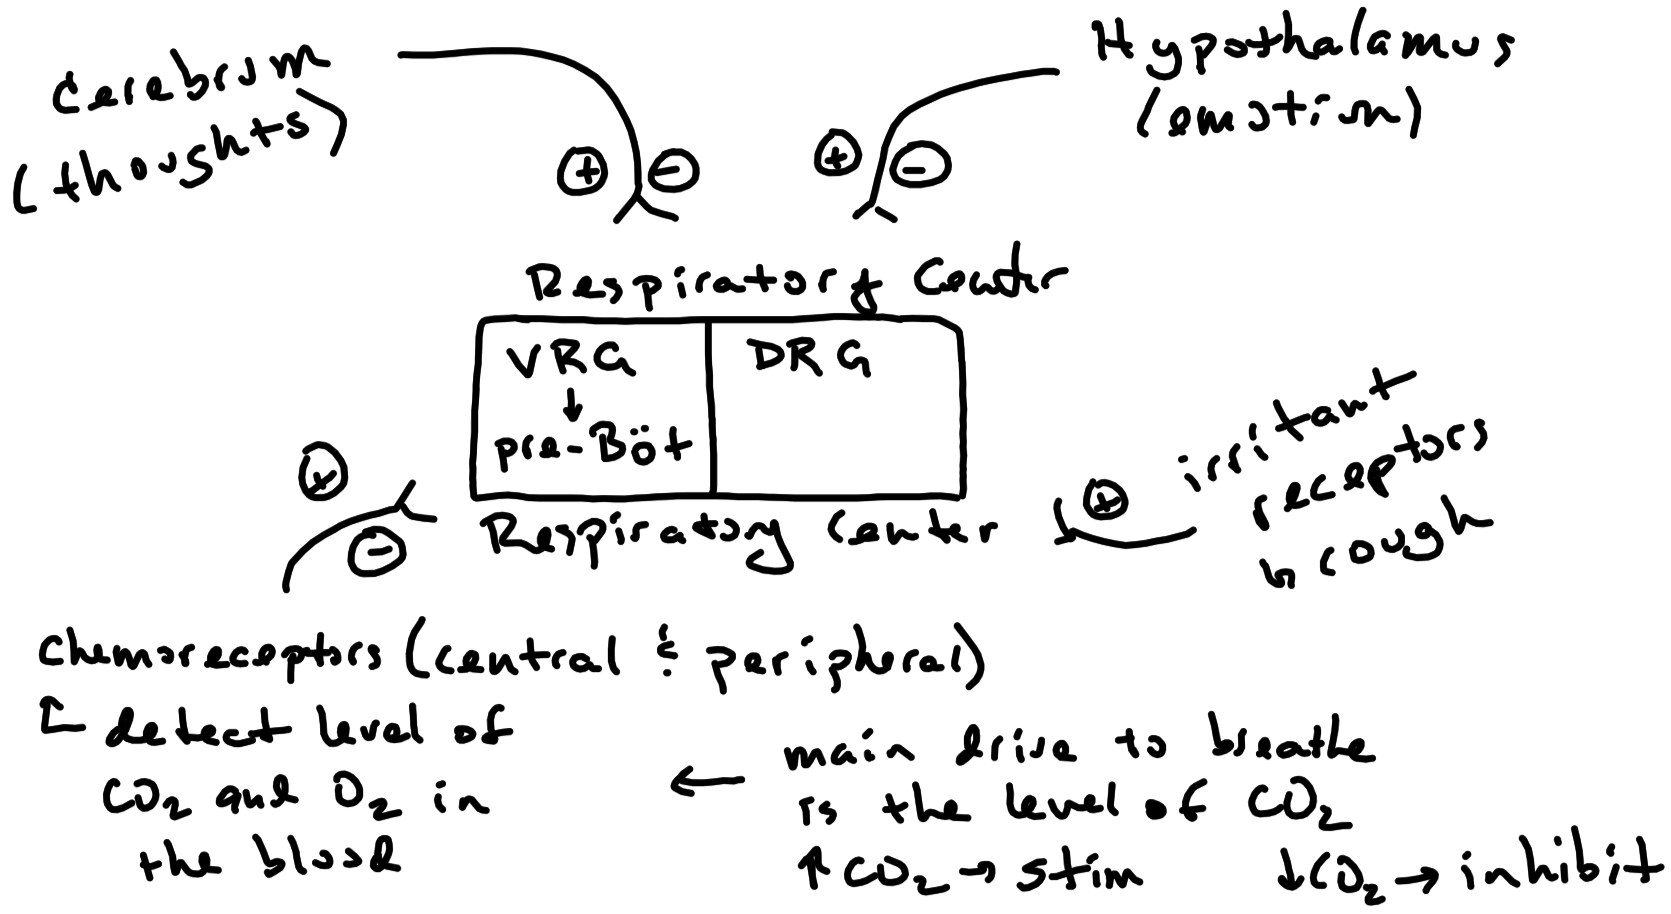 Cerebrum
(thoughts)
Hypothalamus
(emotion)
⊕ ⊖
⊕ ⊖
Respiratory Center
VRG
↓
pre-Böt
DRG
Respiratory Center
⊕
⊖
⊕
irritant
receptors
↳ cough
Chemoreceptors (central & peripheral)
detect level of
CO₂ and O₂ in
the blood
← main drive to breathe
is the level of CO₂
↑CO₂ → stim ↓CO₂ → inhibit